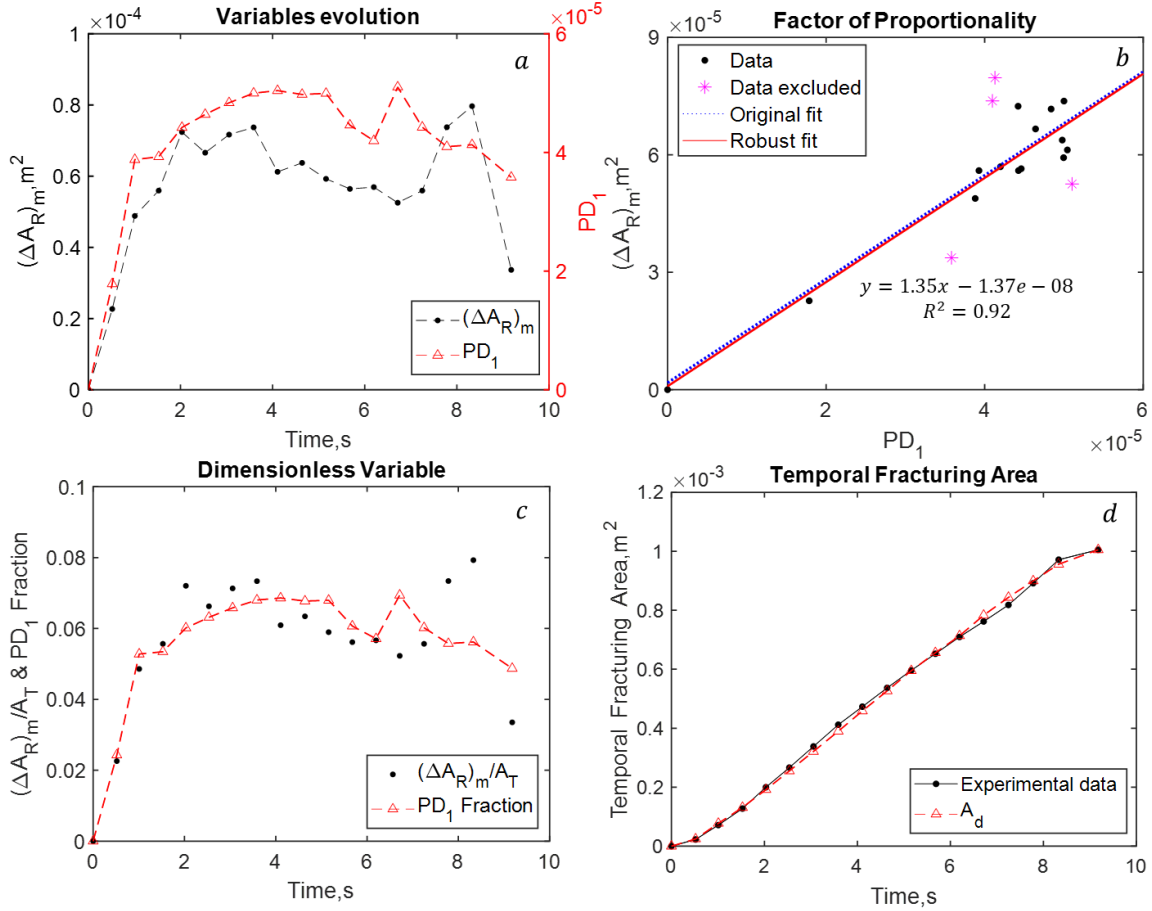 Variables evolution
×10⁻⁴
×10⁻⁵
a
1
0.8
0.6
0.4
0.2
0
6
4
2
0
(ΔA_R)_m,m²
PD₁
(ΔA_R)_m
PD₁
0 2 4 6 8 10
Time,s
Factor of Proportionality
×10⁻⁵
b
9
6
3
0
(ΔA_R)_m,m²
Data
Data excluded
Original fit
Robust fit
y = 1.35x − 1.37e − 08
R² = 0.92
0 2 4 6
PD₁
×10⁻⁵
Dimensionless Variable
c
0.1
0.08
0.06
0.04
0.02
0
(ΔA_R)_m/A_T & PD₁ Fraction
(ΔA_R)_m/A_T
PD₁ Fraction
0 2 4 6 8 10
Time,s
Temporal Fracturing Area
×10⁻³
d
1.2
1
0.8
0.6
0.4
0.2
0
Temporal Fracturing Area,m²
Experimental data
A_d
0 2 4 6 8 10
Time,s